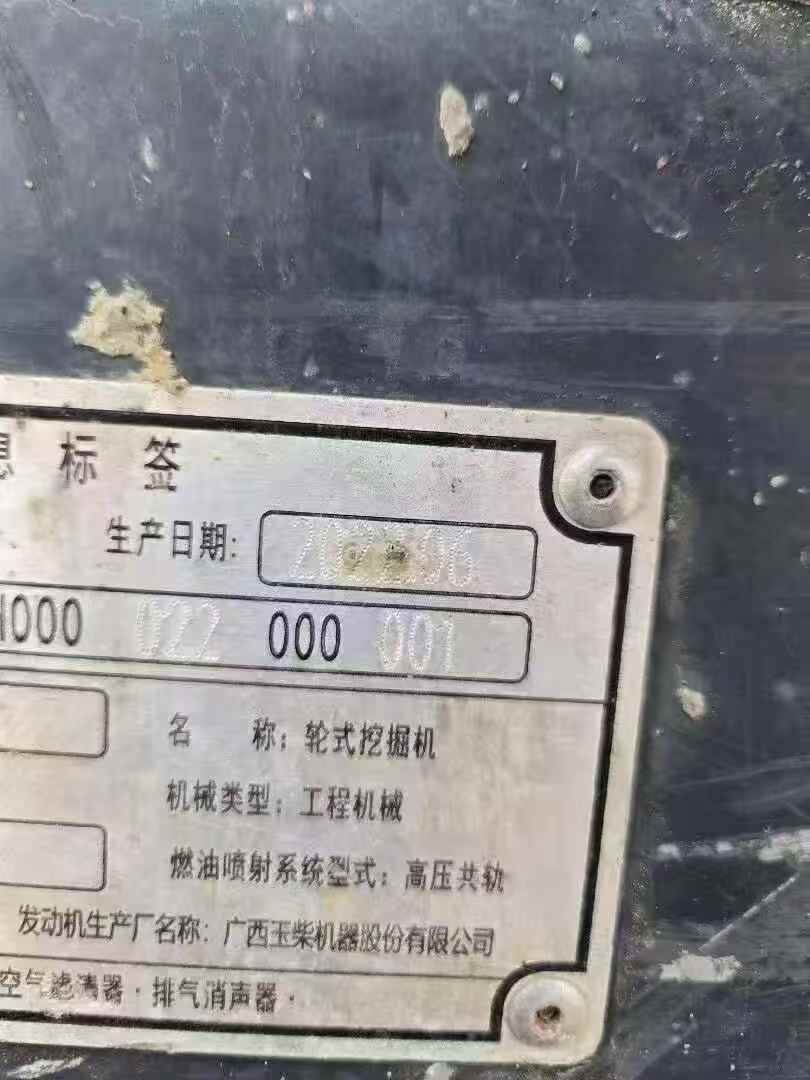 息标签
生产日期:
1000 022 000 001
名 称: 轮式挖掘机
机械类型: 工程机械
燃油喷射系统型式: 高压共轨
发动机生产厂名称: 广西玉柴机器股份有限公司
空气滤清器·排气消声器·